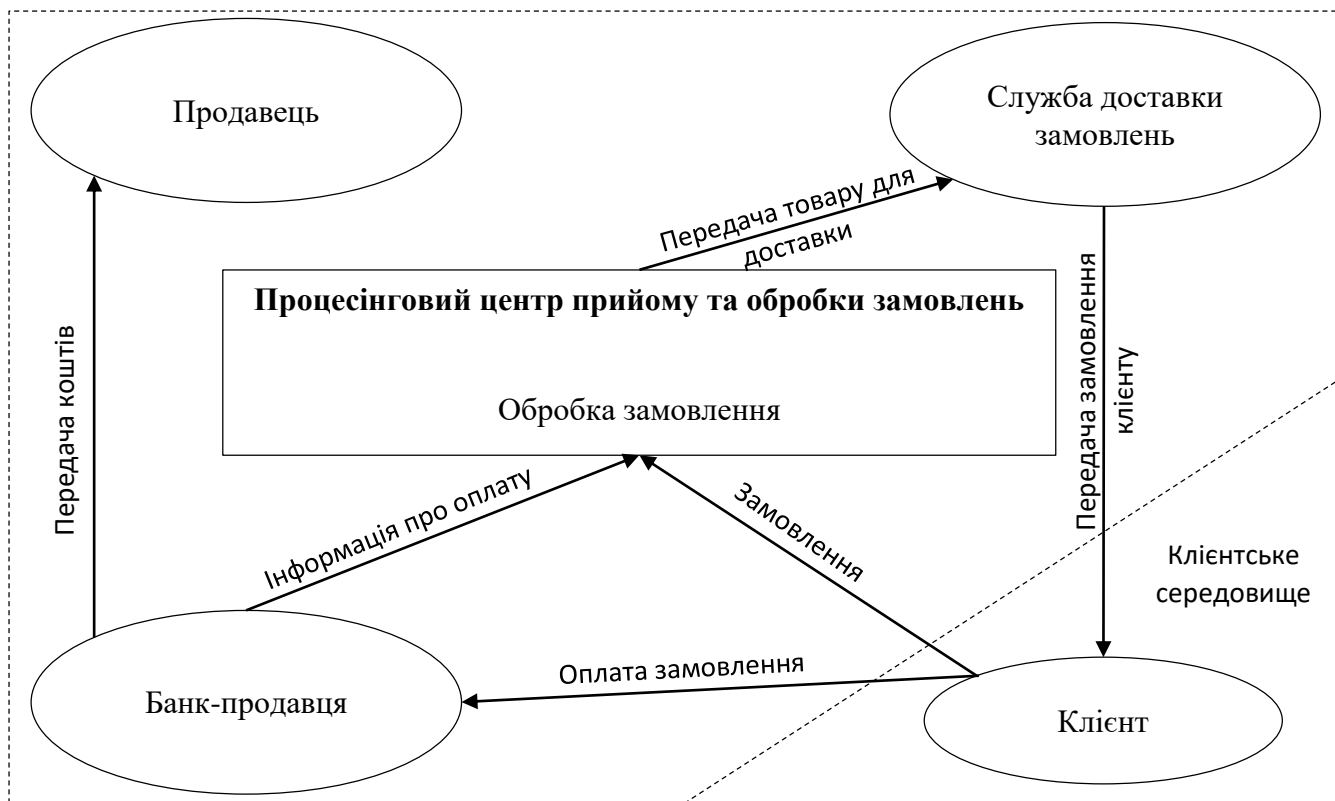 Продавець
Служба доставки
замовлень
Передача товару для
доставки
Процесінговий центр прийому та обробки замовлень
Обробка замовлення
Передача коштів
Передача замовлення
клієнту
Інформація про оплату
Замовлення
Клієнтське
середовище
Оплата замовлення
Банк-продавця
Клієнт